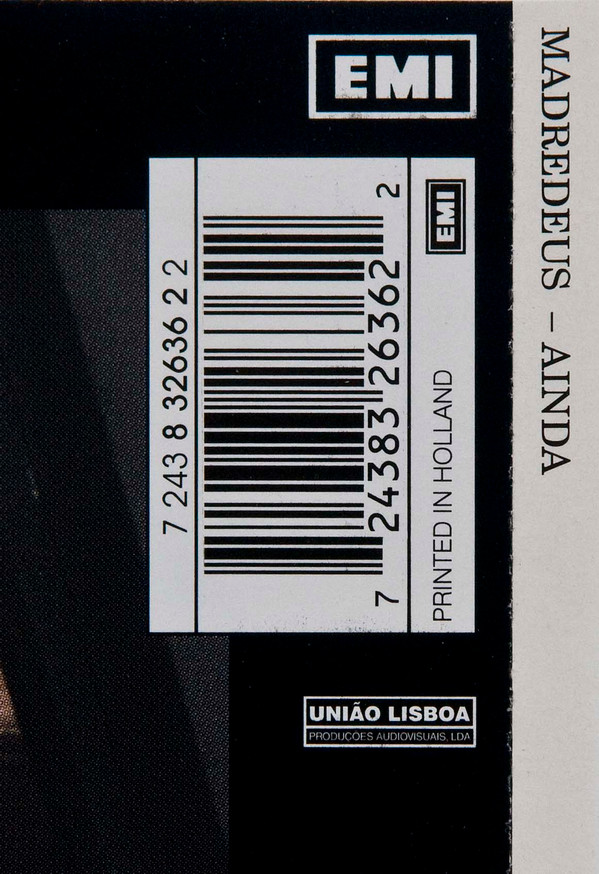 EMI
7 243 8 32636 2 2
7 24383 26362 2
EMI
PRINTED IN HOLLAND
UNIÃO LISBOA
PRODUÇOES AUDIOVISUAIS, LDA
MADREDEUS – AINDA